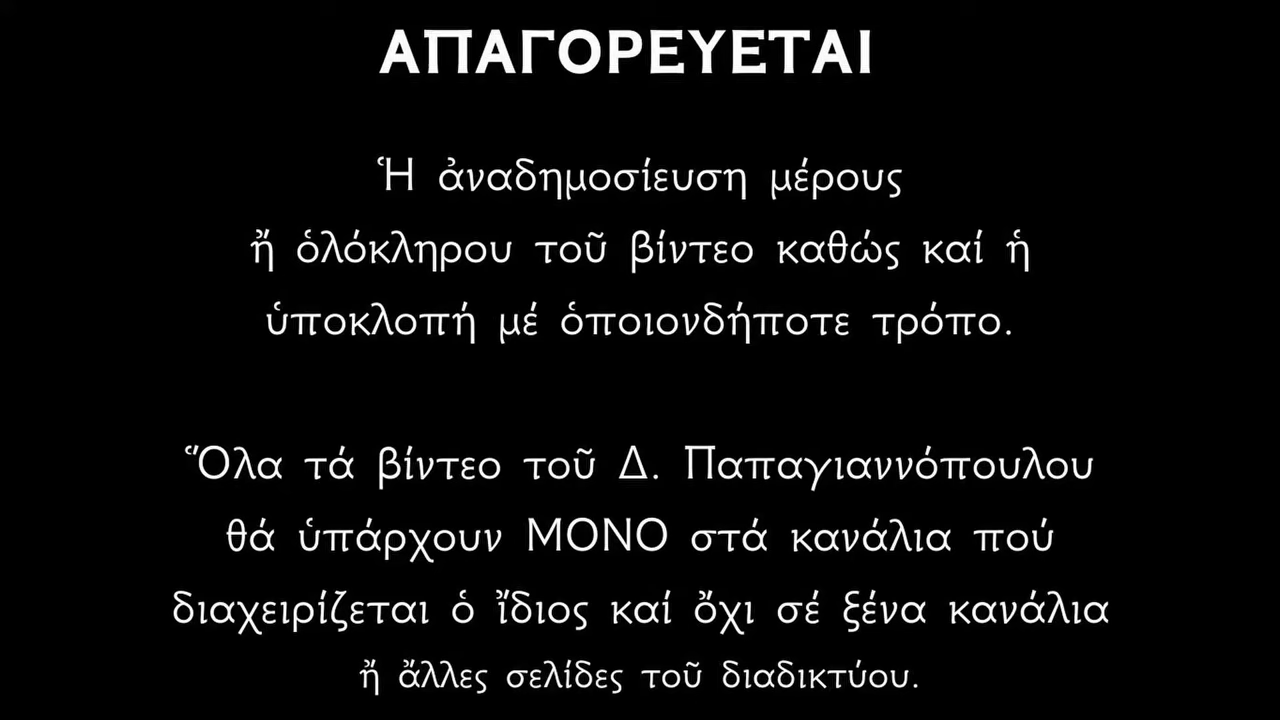 ΑΠΑΓΟΡΕΥΕΤΑΙ
Ἡ ἀναδημοσίευση μέρους
ἤ ὁλόκληρου τοῦ βίντεο καθώς καί ἡ
ὑποκλοπή μέ ὁποιονδήποτε τρόπο.
Ὅλα τά βίντεο τοῦ Δ. Παπαγιαννόπουλου
θά ὑπάρχουν ΜΟΝΟ στά κανάλια πού
διαχειρίζεται ὁ ἴδιος καί ὄχι σέ ξένα κανάλια
ἤ ἄλλες σελίδες τοῦ διαδικτύου.